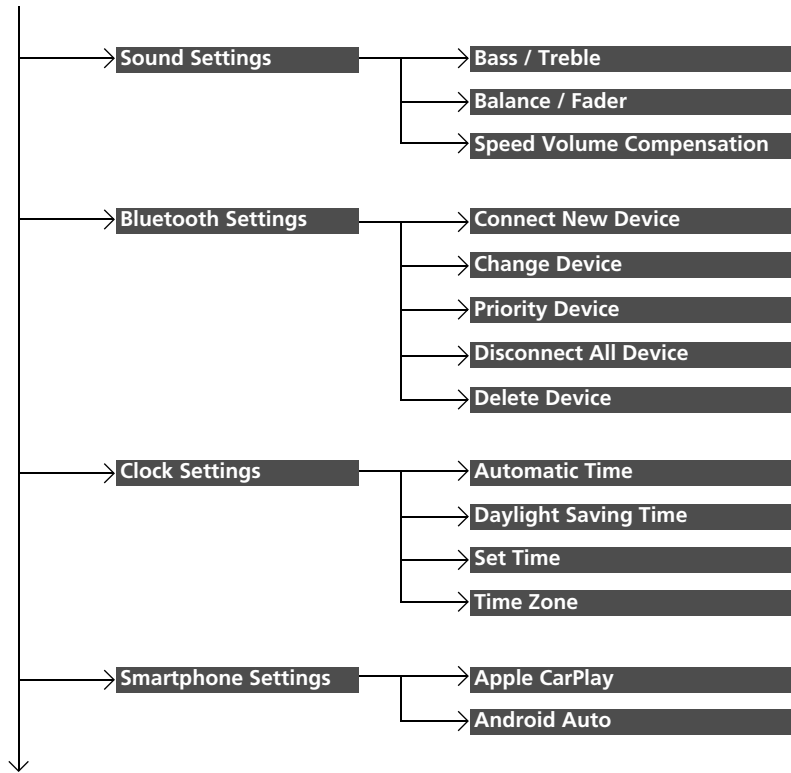 Sound Settings
Bass / Treble
Balance / Fader
Speed Volume Compensation
Bluetooth Settings
Connect New Device
Change Device
Priority Device
Disconnect All Device
Delete Device
Clock Settings
Automatic Time
Daylight Saving Time
Set Time
Time Zone
Smartphone Settings
Apple CarPlay
Android Auto